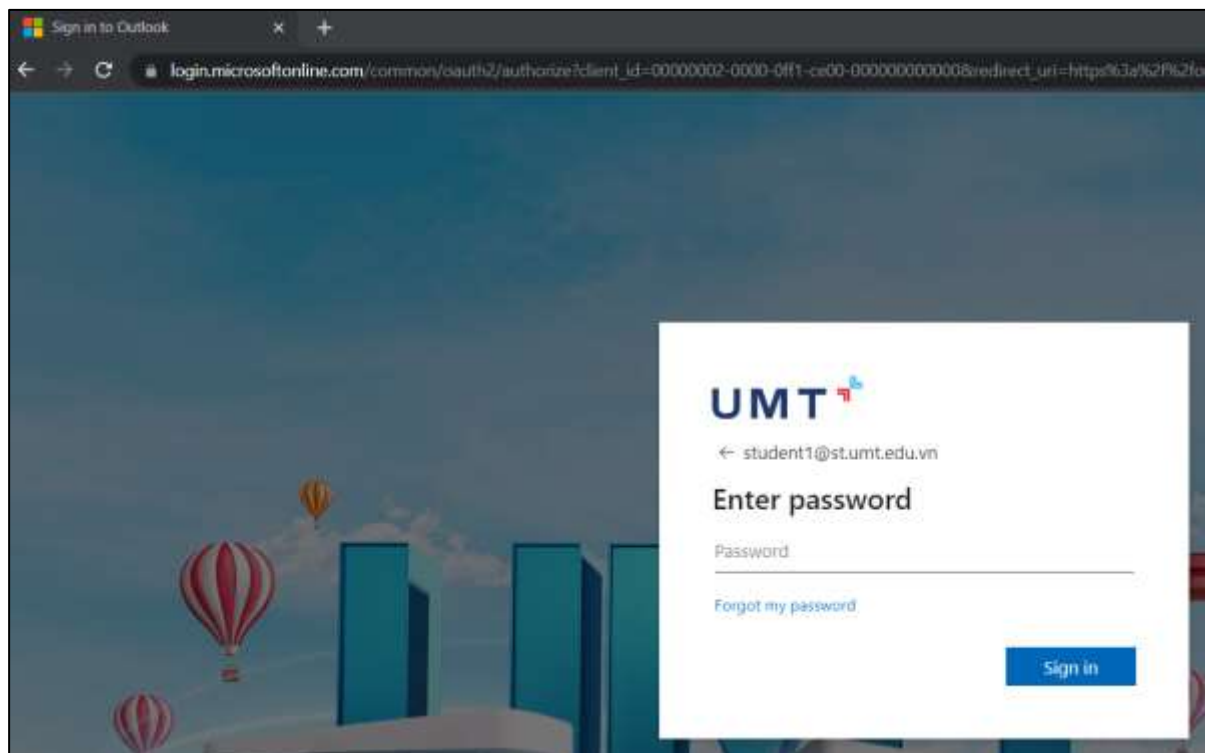 Sign in to Outlook
login.microsoftonline.com/common/oauth2/authorize?client_id=00000002-0000-0ff1-ce00-000000000000&redirect_uri=https%3a%2f%2fo
UMT
student1@st.umt.edu.vn
Enter password
Password
Forgot my password
Sign in